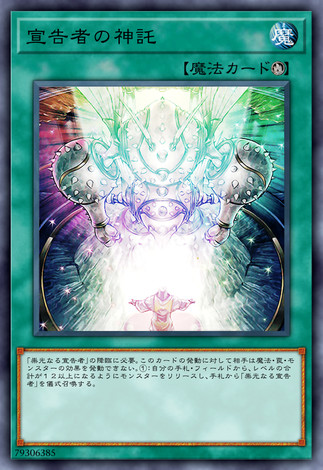 宣告者の神託
魔
【魔法カード】
「崇光なる宣告者」の降臨に必要。このカードの発動に対して相手は魔法・罠・モ
ンスターの効果を発動できない。①:自分の手札・フィールドから、レベルの合
計が12以上になるようにモンスターをリリースし、手札から「崇光なる宣告
者」を儀式召喚する。
79306385